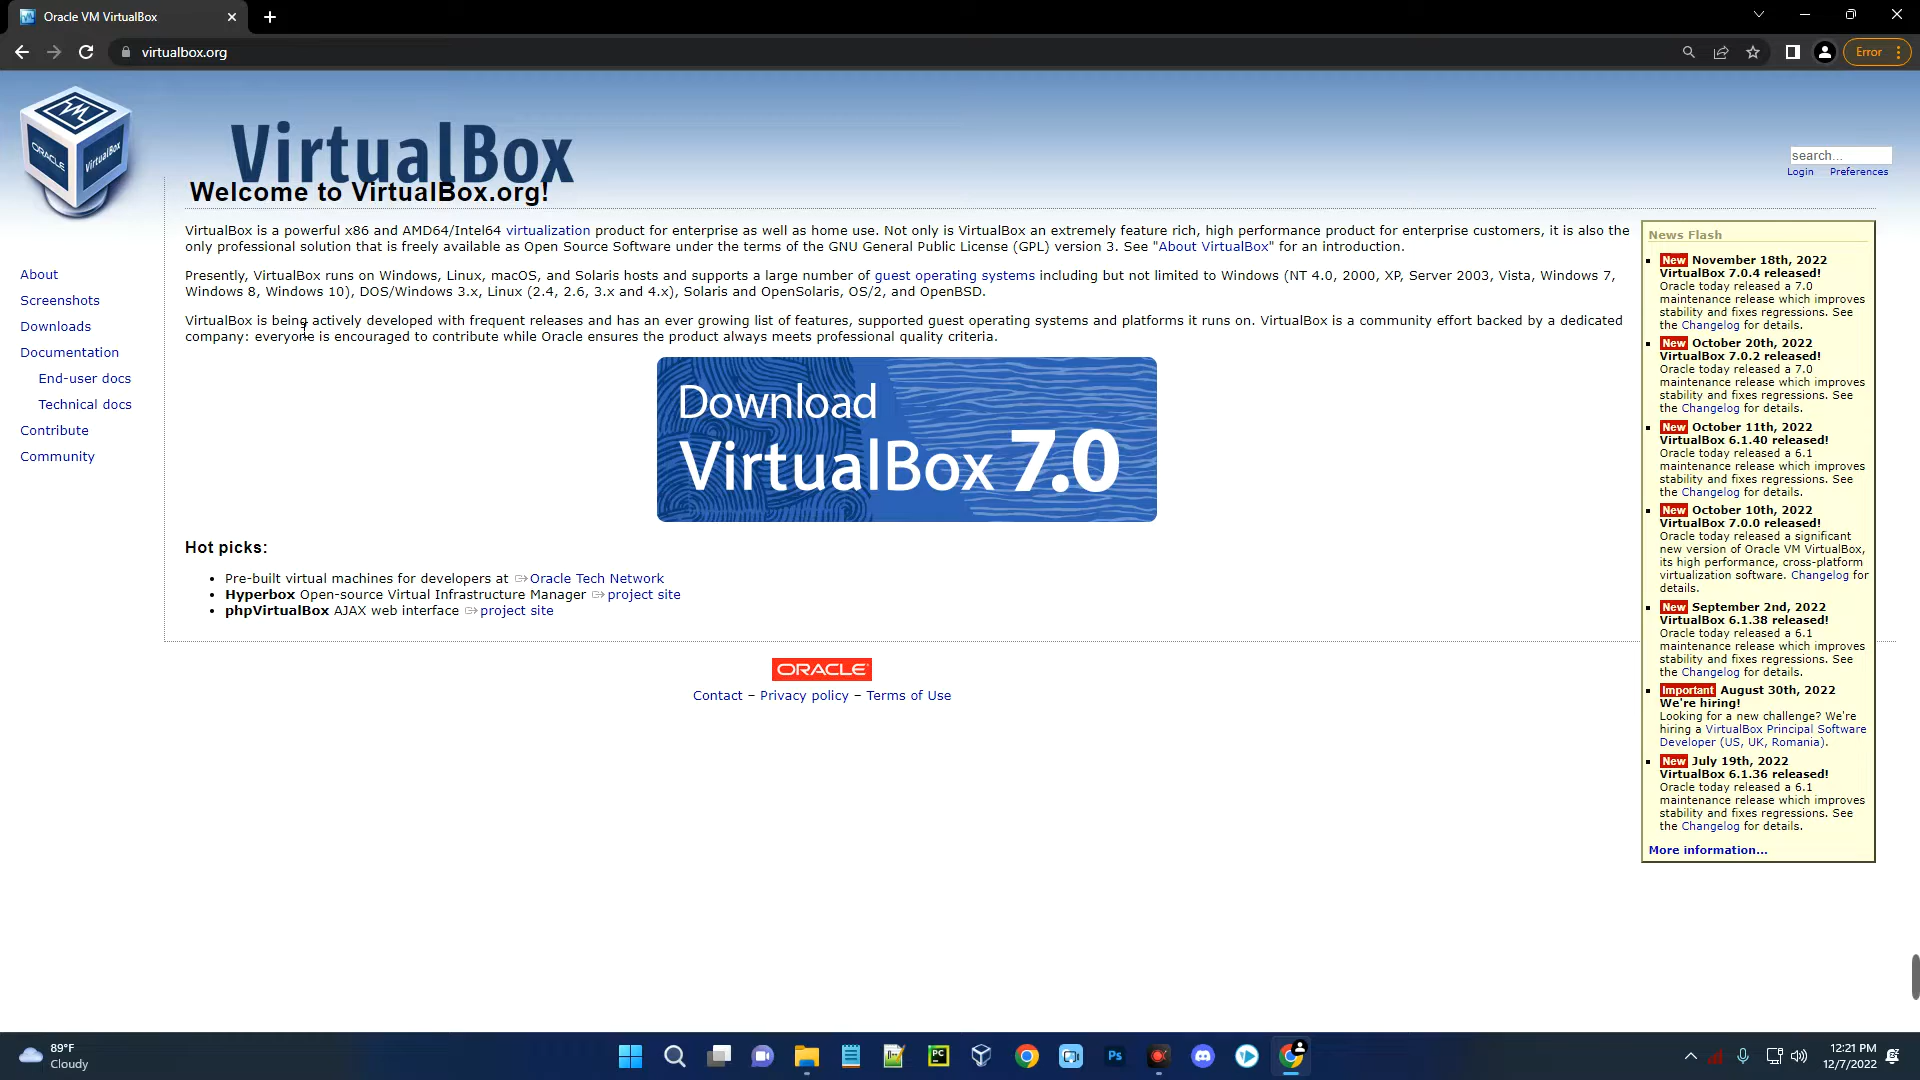 Oracle VM VirtualBox
virtualbox.org
Error
ORACLE
VirtualBox
VirtualBox
search...
Login Preferences
Welcome to VirtualBox.org!
VirtualBox is a powerful x86 and AMD64/Intel64 virtualization product for enterprise as well as home use. Not only is VirtualBox an extremely feature rich, high performance product for enterprise customers, it is also the
only professional solution that is freely available as Open Source Software under the terms of the GNU General Public License (GPL) version 3. See "About VirtualBox" for an introduction.
Presently, VirtualBox runs on Windows, Linux, macOS, and Solaris hosts and supports a large number of guest operating systems including but not limited to Windows (NT 4.0, 2000, XP, Server 2003, Vista, Windows 7,
Windows 8, Windows 10), DOS/Windows 3.x, Linux (2.4, 2.6, 3.x and 4.x), Solaris and OpenSolaris, OS/2, and OpenBSD.
VirtualBox is being actively developed with frequent releases and has an ever growing list of features, supported guest operating systems and platforms it runs on. VirtualBox is a community effort backed by a dedicated
company: everyone is encouraged to contribute while Oracle ensures the product always meets professional quality criteria.
About
Screenshots
Downloads
Documentation
End-user docs
Technical docs
Contribute
Community
Download
VirtualBox 7.0
Hot picks:
Pre-built virtual machines for developers at Oracle Tech Network
Hyperbox Open-source Virtual Infrastructure Manager project site
phpVirtualBox AJAX web interface project site
ORACLE
Contact – Privacy policy – Terms of Use
News Flash
New November 18th, 2022
VirtualBox 7.0.4 released!
Oracle today released a 7.0
maintenance release which improves
stability and fixes regressions. See
the Changelog for details.
New October 20th, 2022
VirtualBox 7.0.2 released!
Oracle today released a 7.0
maintenance release which improves
stability and fixes regressions. See
the Changelog for details.
New October 11th, 2022
VirtualBox 6.1.40 released!
Oracle today released a 6.1
maintenance release which improves
stability and fixes regressions. See
the Changelog for details.
New October 10th, 2022
VirtualBox 7.0.0 released!
Oracle today released a significant
new version of Oracle VM VirtualBox,
its high performance, cross-platform
virtualization software. Changelog for
details.
New September 2nd, 2022
VirtualBox 6.1.38 released!
Oracle today released a 6.1
maintenance release which improves
stability and fixes regressions. See
the Changelog for details.
Important August 30th, 2022
We're hiring!
Looking for a new challenge? We're
hiring a VirtualBox Principal Software
Developer (US, UK, Romania).
New July 19th, 2022
VirtualBox 6.1.36 released!
Oracle today released a 6.1
maintenance release which improves
stability and fixes regressions. See
the Changelog for details.
More information...
89°F
Cloudy
PC
Ps
12:21 PM
12/7/2022